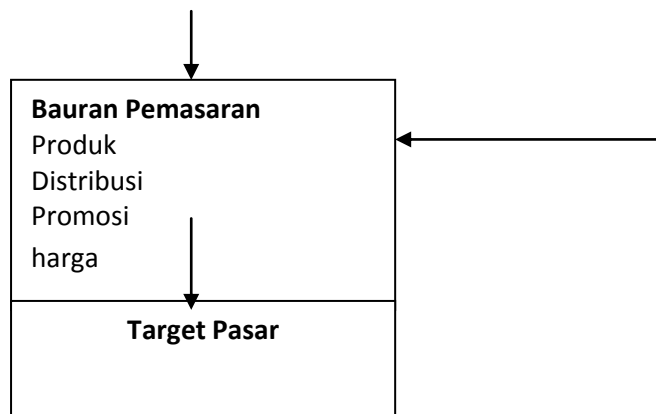 Bauran Pemasaran
Produk
Distribusi
Promosi
harga
Target Pasar